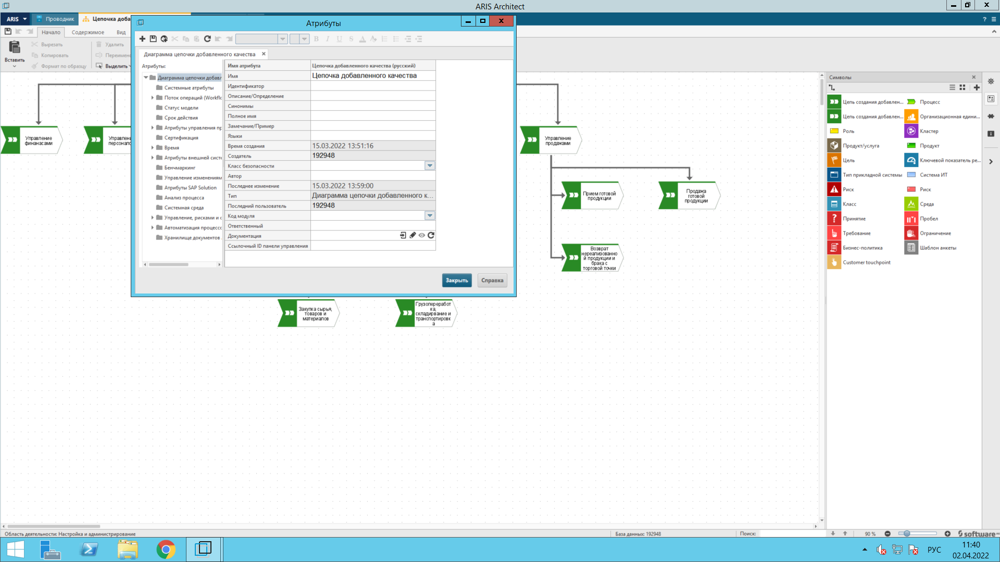 ARIS Architect
ARIS
Проводник
Цепочка доба
Атрибуты
Начало
Содержимое
Вид
Вставить
Вырезать
Копировать
Формат по образцу
Удалить
Переимено
Выделить
Диаграмма цепочки добавленного качества
Атрибуты:
Диаграмма цепочки добавл
Системные атрибуты
Поток операций (Workflo
Статус модели
Срок действия
Атрибуты управления пр
Сертификация
Время
Атрибуты внешней систе
Бенчмаркинг
Управление изменениям
Атрибуты SAP Solution
Анализ процесса
Системная среда
Управление, рисками и с
Автоматизация процессо
Хранилище документов
Имя атрибута
Цепочка добавленного качества (русский)
Имя
Цепочка добавленного качества
Идентификатор
Описание/Определение
Синонимы
Полное имя
Замечание/Пример
Языки
Время создания
15.03.2022 13:51:16
Создатель
192948
Класс безопасности
Автор
Последнее изменение
15.03.2022 13:59:00
Тип
Диаграмма цепочки добавленного к...
Последний пользователь
192948
Код модуля
Ответственный
Документация
Ссылочный ID панели управления
Закрыть
Справка
Управление
финанасами
Управлени
персонало
Управление
продажами
Прием готовой
продукции
Продажа
готовой
продукции
Возврат
нереализованно
й продукции и
брака с
торговой точки
Закупка сырья,
товаров и
материалов
Грузопереработ
ка,
складирвание и
транспортировк
а
Символы
Цепь создания добавлен...
Процесс
Цепь создания добавлен...
Организационная едини...
Роль
Кластер
Продукт/услуга
Продукт
Цель
Ключевой показатель ре...
Тип прикладной системы
Система ИТ
Риск
Риск
Класс
Среда
Принятие
Пробел
Требование
Ограничение
Бизнес-политика
Шаблон анкеты
Customer touchpoint
Область деятельности: Настройка и администрирование
База данных: 192948
Поиск:
90 %
software
РУС
11:40
02.04.2022